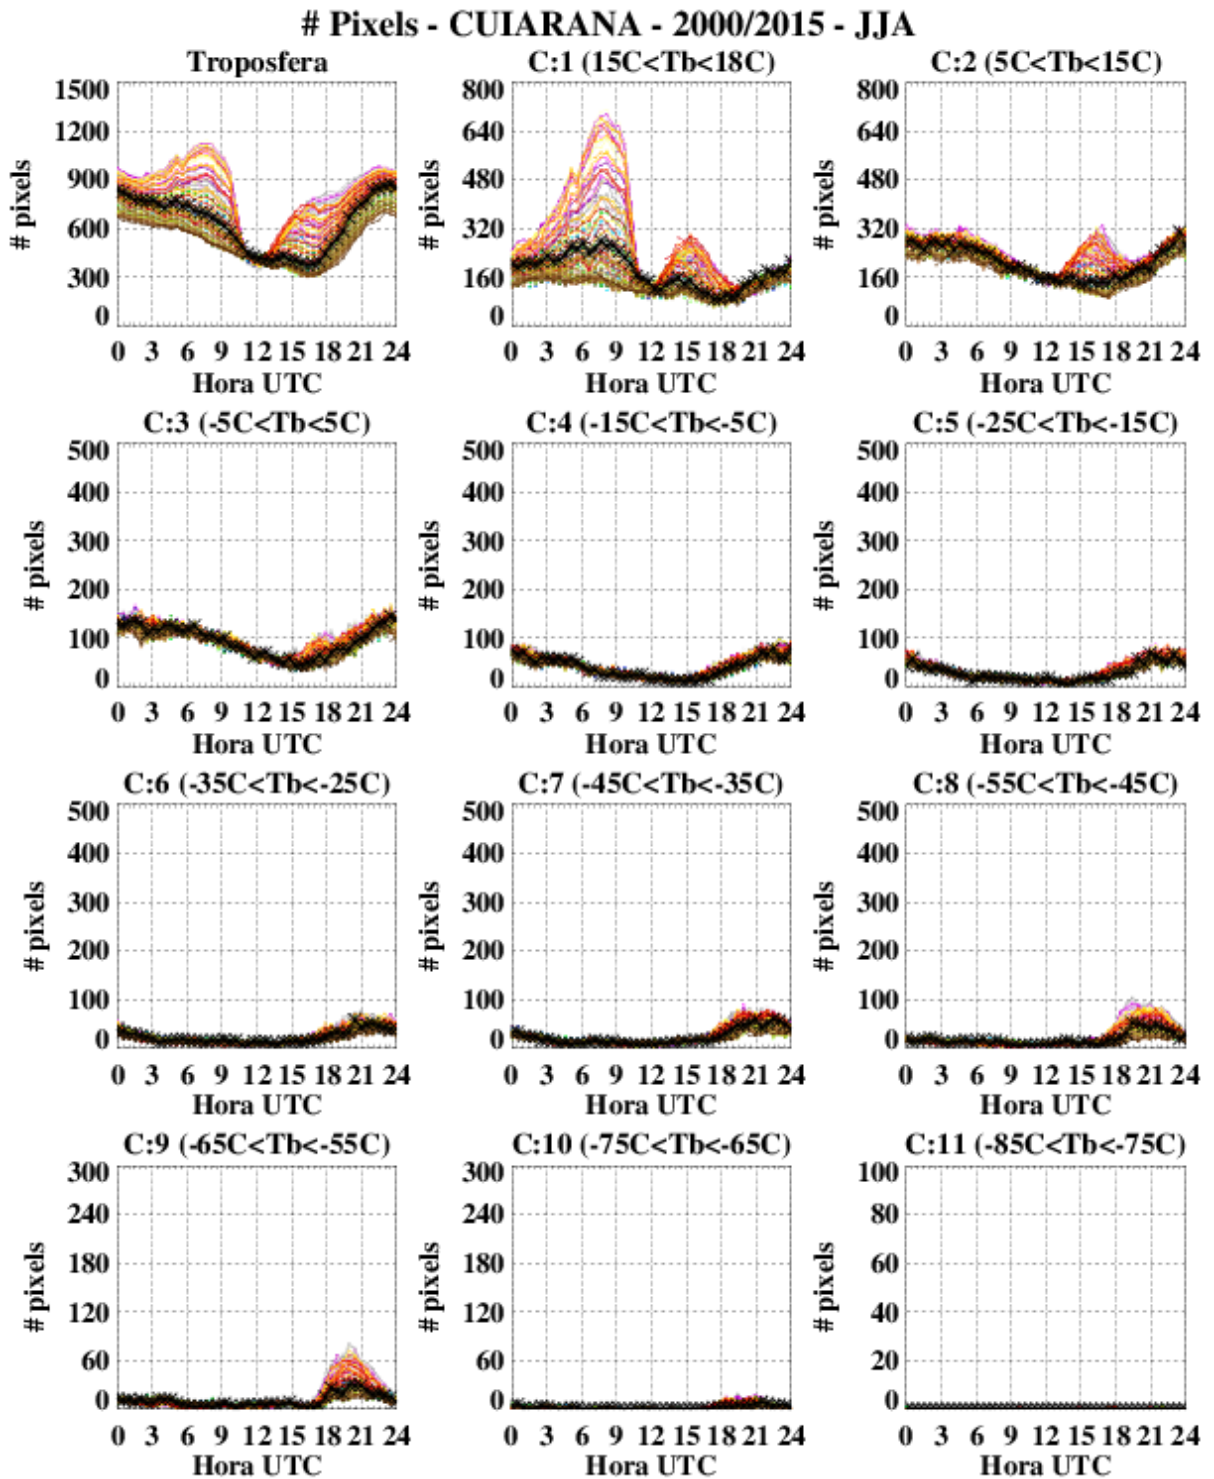 # Pixels - CUIARANA - 2000/2015 - JJA
Troposfera
C:1 (15C<Tb<18C)
C:2 (5C<Tb<15C)
# pixels
1500
1200
900
600
300
0
# pixels
800
640
480
320
160
0
# pixels
800
640
480
320
160
0
0 3 6 9 12 15 18 21 24
0 3 6 9 12 15 18 21 24
0 3 6 9 12 15 18 21 24
Hora UTC
Hora UTC
Hora UTC
C:3 (-5C<Tb<5C)
C:4 (-15C<Tb<-5C)
C:5 (-25C<Tb<-15C)
# pixels
500
400
300
200
100
0
# pixels
500
400
300
200
100
0
# pixels
500
400
300
200
100
0
0 3 6 9 12 15 18 21 24
0 3 6 9 12 15 18 21 24
0 3 6 9 12 15 18 21 24
Hora UTC
Hora UTC
Hora UTC
C:6 (-35C<Tb<-25C)
C:7 (-45C<Tb<-35C)
C:8 (-55C<Tb<-45C)
# pixels
500
400
300
200
100
0
# pixels
500
400
300
200
100
0
# pixels
500
400
300
200
100
0
0 3 6 9 12 15 18 21 24
0 3 6 9 12 15 18 21 24
0 3 6 9 12 15 18 21 24
Hora UTC
Hora UTC
Hora UTC
C:9 (-65C<Tb<-55C)
C:10 (-75C<Tb<-65C)
C:11 (-85C<Tb<-75C)
# pixels
300
240
180
120
60
0
# pixels
300
240
180
120
60
0
# pixels
100
80
60
40
20
0
0 3 6 9 12 15 18 21 24
0 3 6 9 12 15 18 21 24
0 3 6 9 12 15 18 21 24
Hora UTC
Hora UTC
Hora UTC